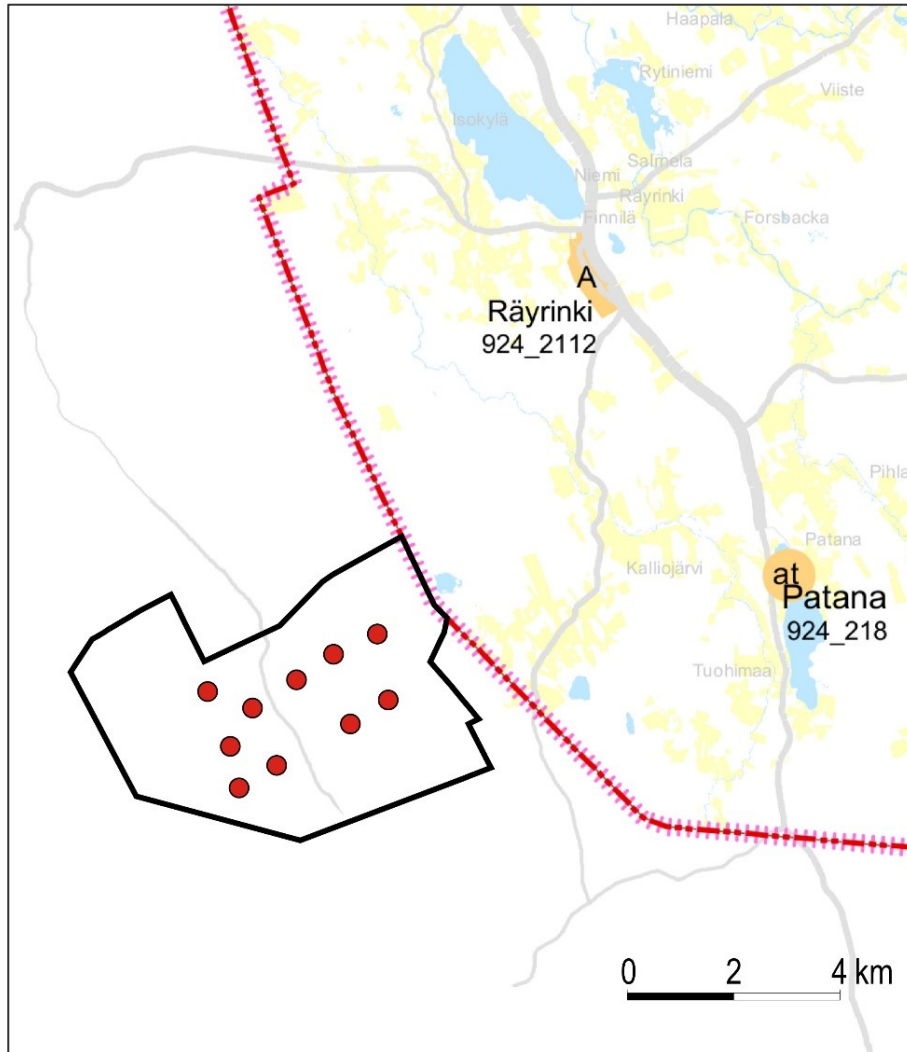 Haapala
Rytiniemi
Viiste
Isokylä
Salmela
Niemi
Räyrinki
Finnilä
Forsbacka
A
Räyrinki
924_2112
Pihla
Patana
Kalliojärvi
at
Patana
924_218
Tuohimaa
0 2 4 km